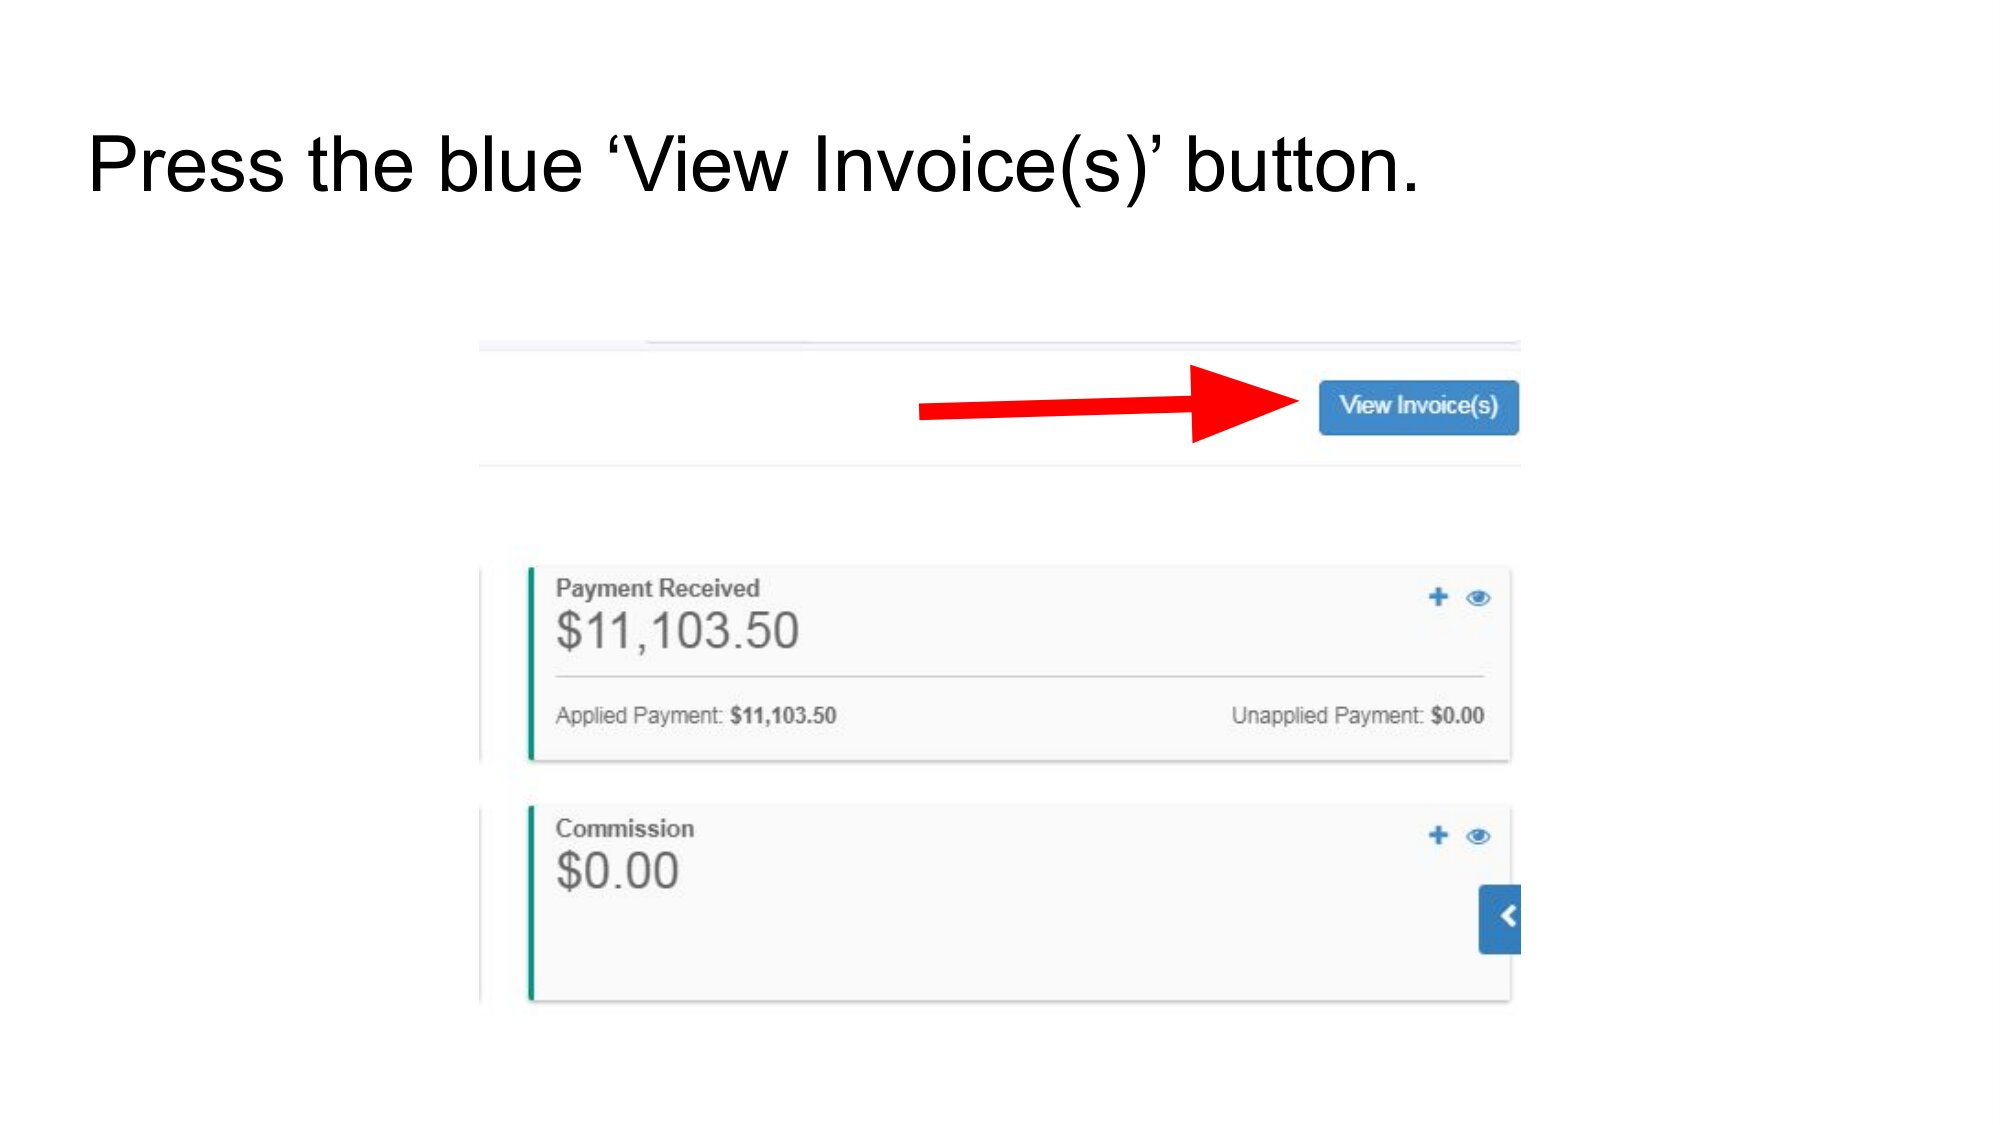 Press the blue ‘View Invoice(s)’ button.
View Invoice(s)
Payment Received
$11,103.50
Applied Payment: $11,103.50 Unapplied Payment: $0.00
Commission
$0.00